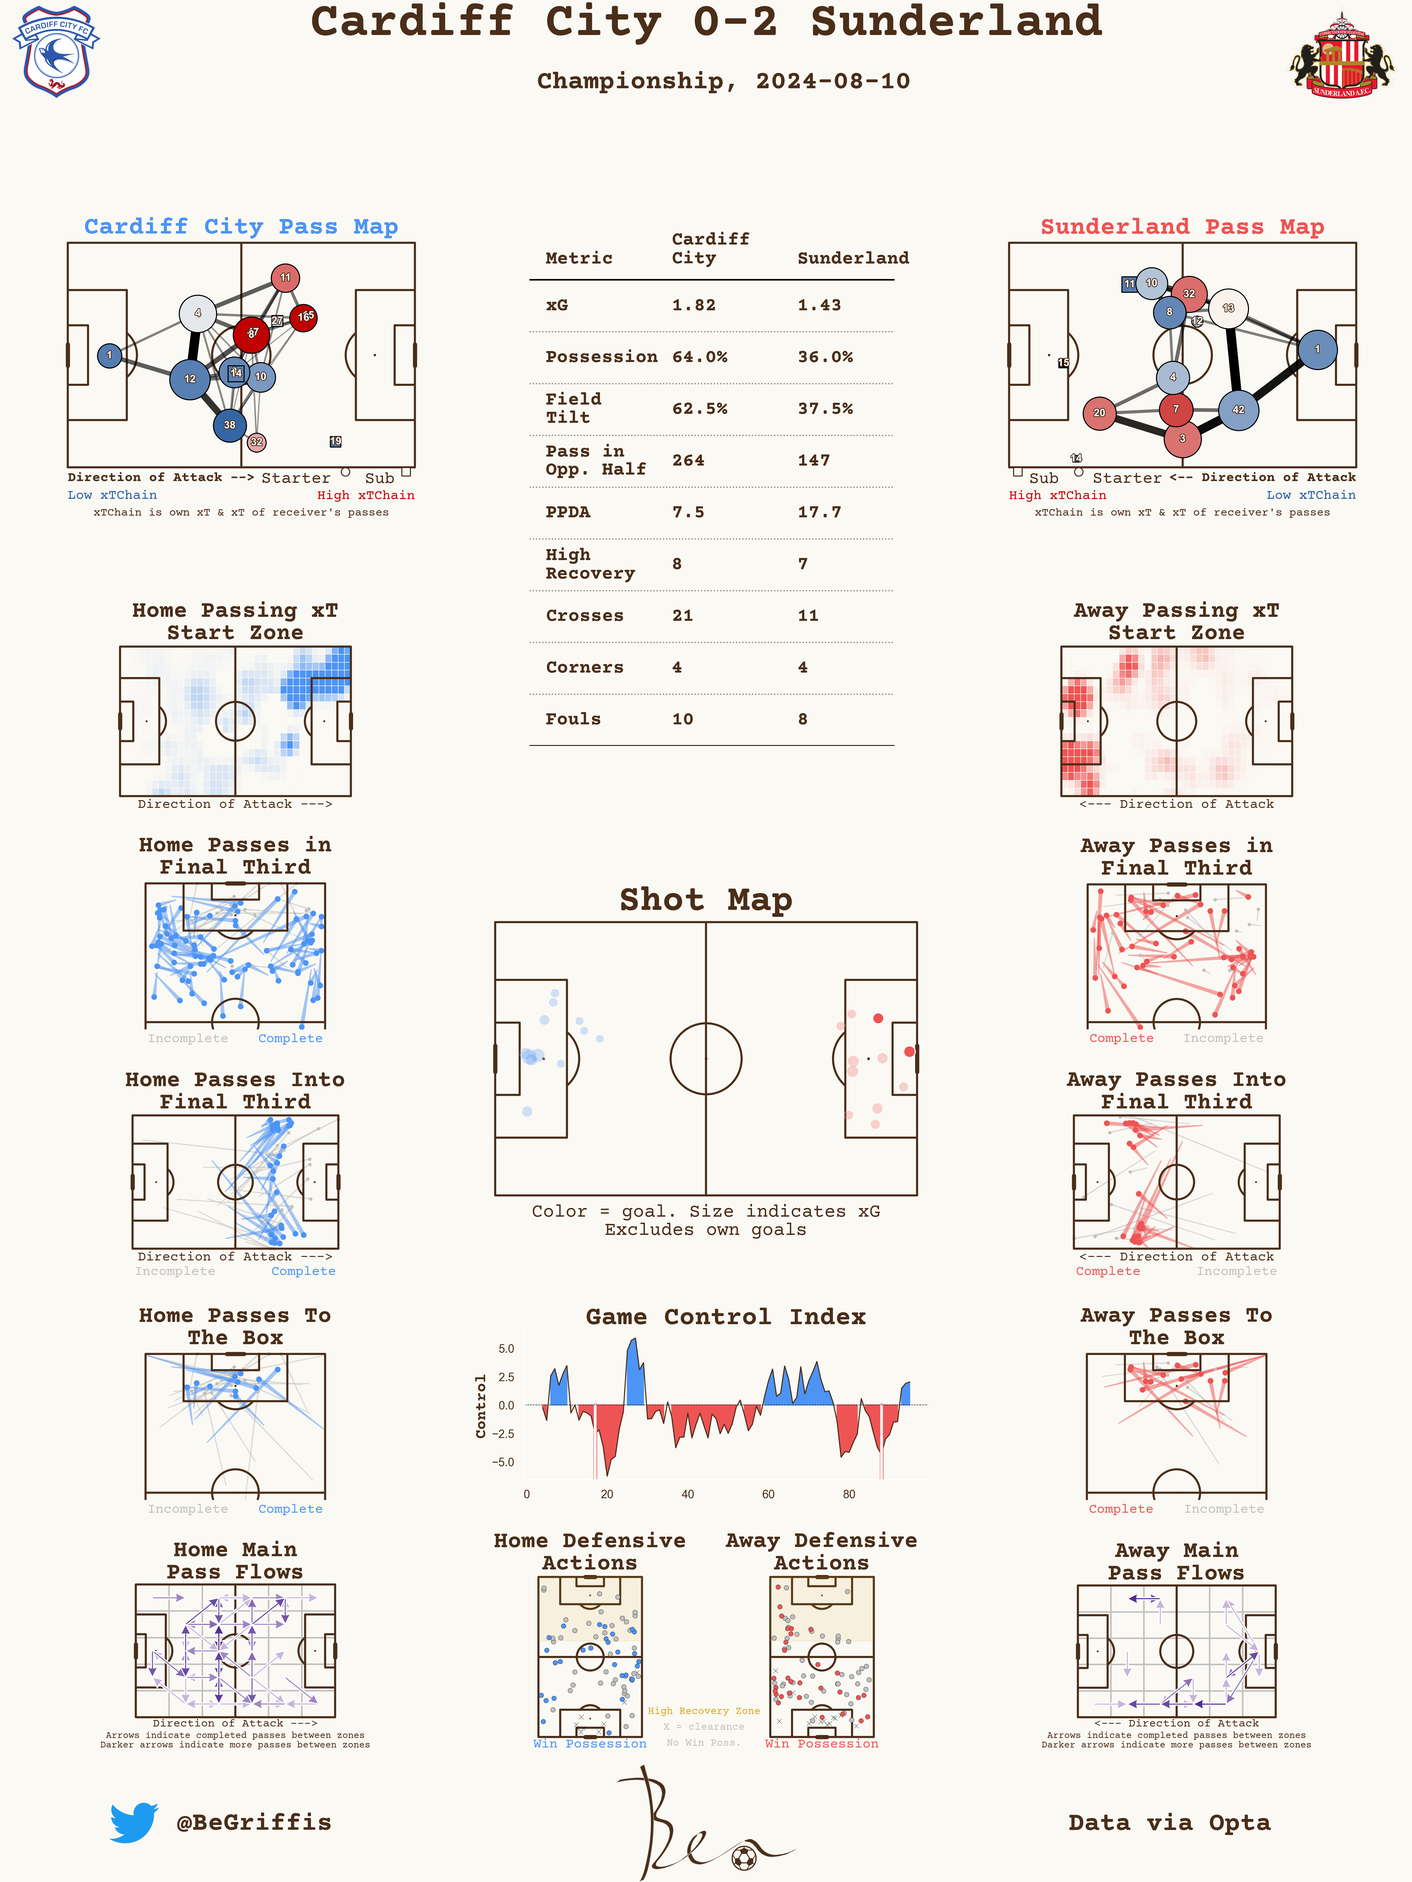 Cardiff City 0-2 Sunderland
Championship, 2024-08-10
CARDIFF CITY FC
SUNDERLAND A.F.C.
Cardiff City Pass Map
11
4
27
16
8
1
12
14
10
38
32
19
Direction of Attack --> Starter Sub
Low xTChain High xTChain
xTChain is own xT & xT of receiver's passes
Metric Cardiff City Sunderland
xG 1.82 1.43
Possession 64.0% 36.0%
Field Tilt 62.5% 37.5%
Pass in Opp. Half 264 147
PPDA 7.5 17.7
High Recovery 8 7
Crosses 21 11
Corners 4 4
Fouls 10 8
Sunderland Pass Map
11 10
32
8
12
13
1
15
4
20
7
42
3
14
Sub Starter <-- Direction of Attack
High xTChain Low xTChain
xTChain is own xT & xT of receiver's passes
Home Passing xT
Start Zone
Direction of Attack --->
Away Passing xT
Start Zone
<--- Direction of Attack
Home Passes in
Final Third
Incomplete Complete
Away Passes in
Final Third
Complete Incomplete
Shot Map
Color = goal. Size indicates xG
Excludes own goals
Home Passes Into
Final Third
Direction of Attack --->
Incomplete Complete
Away Passes Into
Final Third
<--- Direction of Attack
Complete Incomplete
Home Passes To
The Box
Incomplete Complete
Game Control Index
Control
5.0
2.5
0.0
−2.5
−5.0
0 20 40 60 80
Away Passes To
The Box
Complete Incomplete
Home Main
Pass Flows
Direction of Attack --->
Arrows indicate completed passes between zones
Darker arrows indicate more passes between zones
Home Defensive
Actions
Win Possession
High Recovery Zone
X = clearance
No Win Poss.
Away Defensive
Actions
Win Possession
Away Main
Pass Flows
<--- Direction of Attack
Arrows indicate completed passes between zones
Darker arrows indicate more passes between zones
@BeGriffis
Ben
Data via Opta